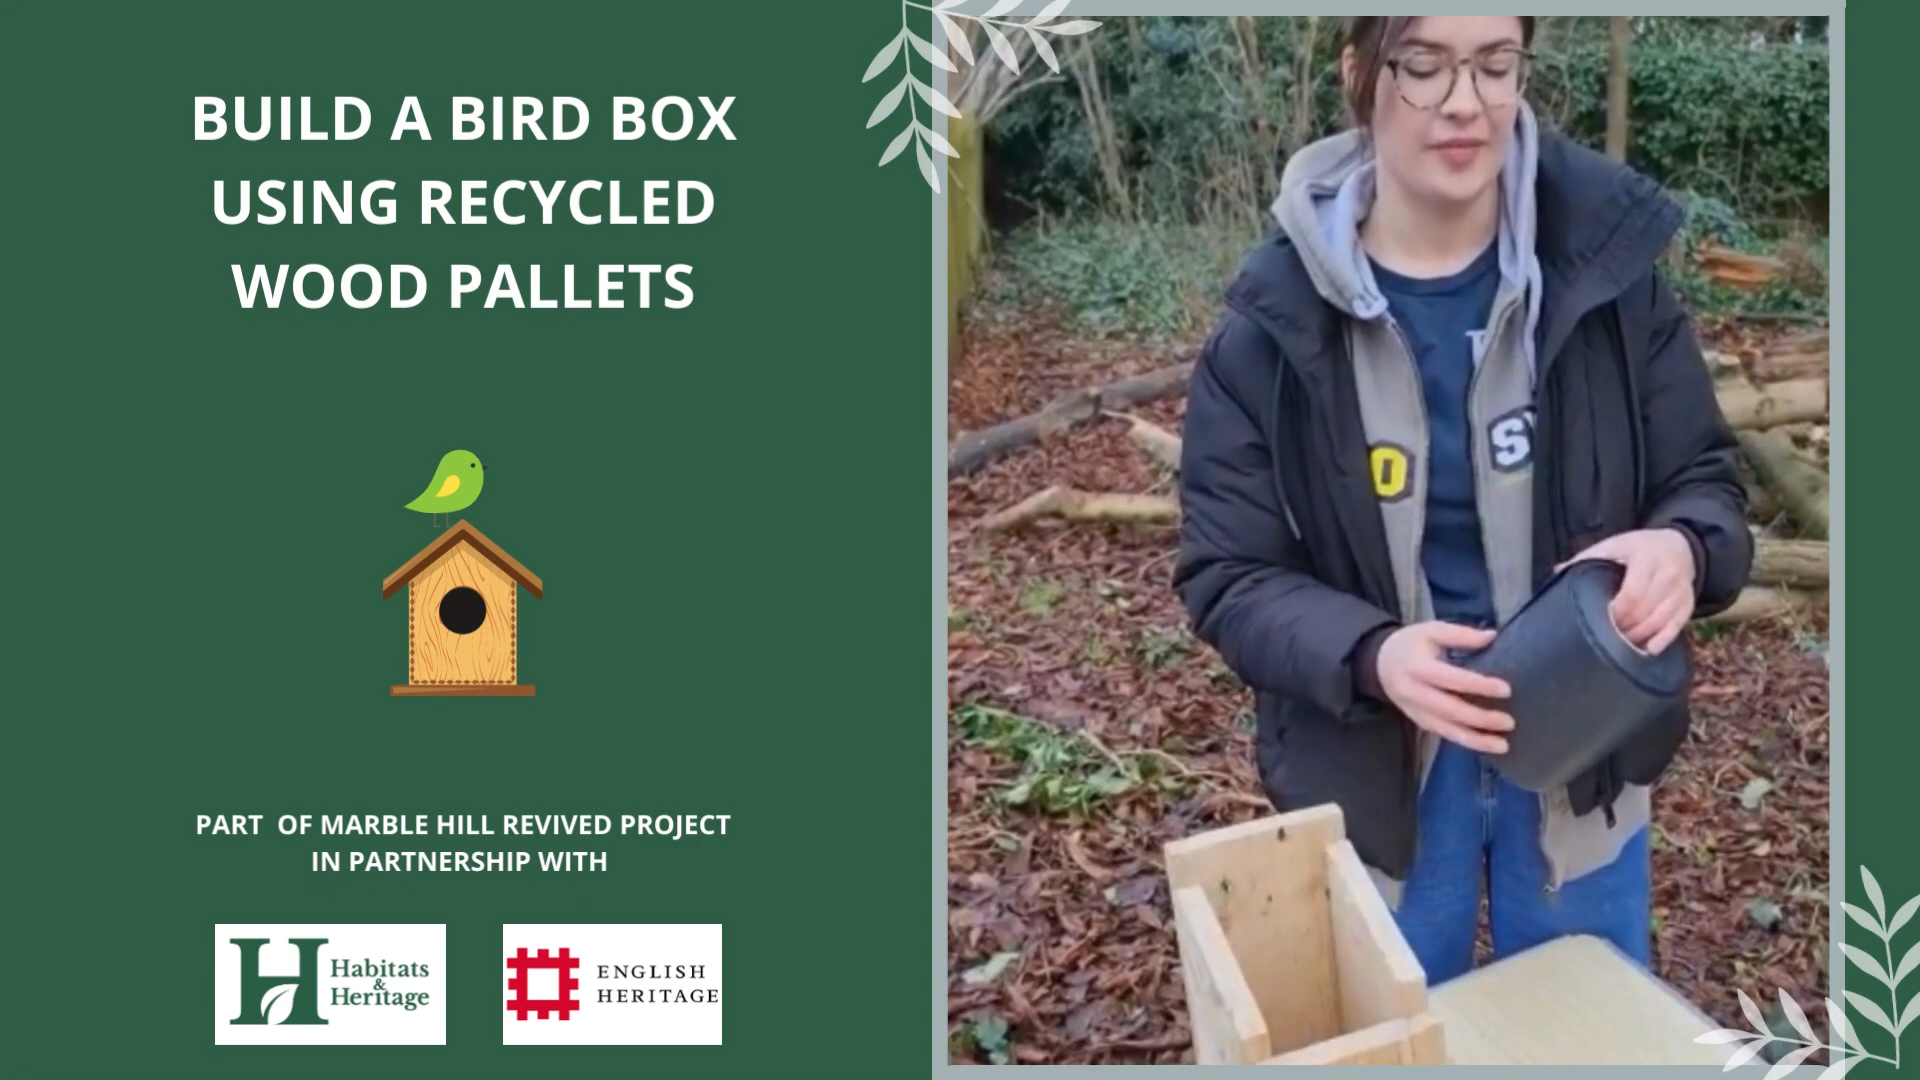 BUILD A BIRD BOX
USING RECYCLED
WOOD PALLETS
PART OF MARBLE HILL REVIVED PROJECT
IN PARTNERSHIP WITH
Habitats
&
Heritage
ENGLISH
HERITAGE